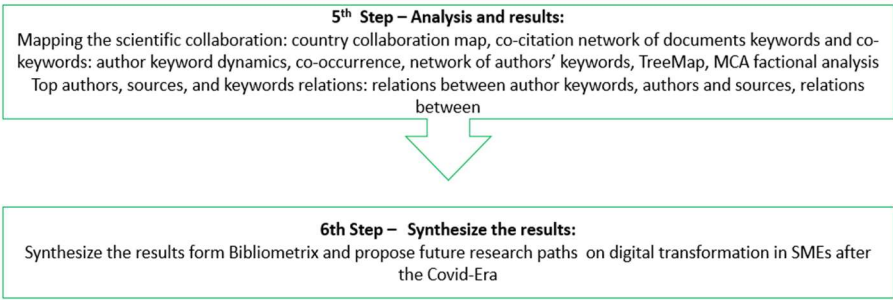 5th Step – Analysis and results:
Mapping the scientific collaboration: country collaboration map, co-citation network of documents keywords and co-
keywords: author keyword dynamics, co-occurrence, network of authors’ keywords, TreeMap, MCA factional analysis
Top authors, sources, and keywords relations: relations between author keywords, authors and sources, relations
between
6th Step – Synthesize the results:
Synthesize the results form Bibliometrix and propose future research paths on digital transformation in SMEs after
the Covid-Era